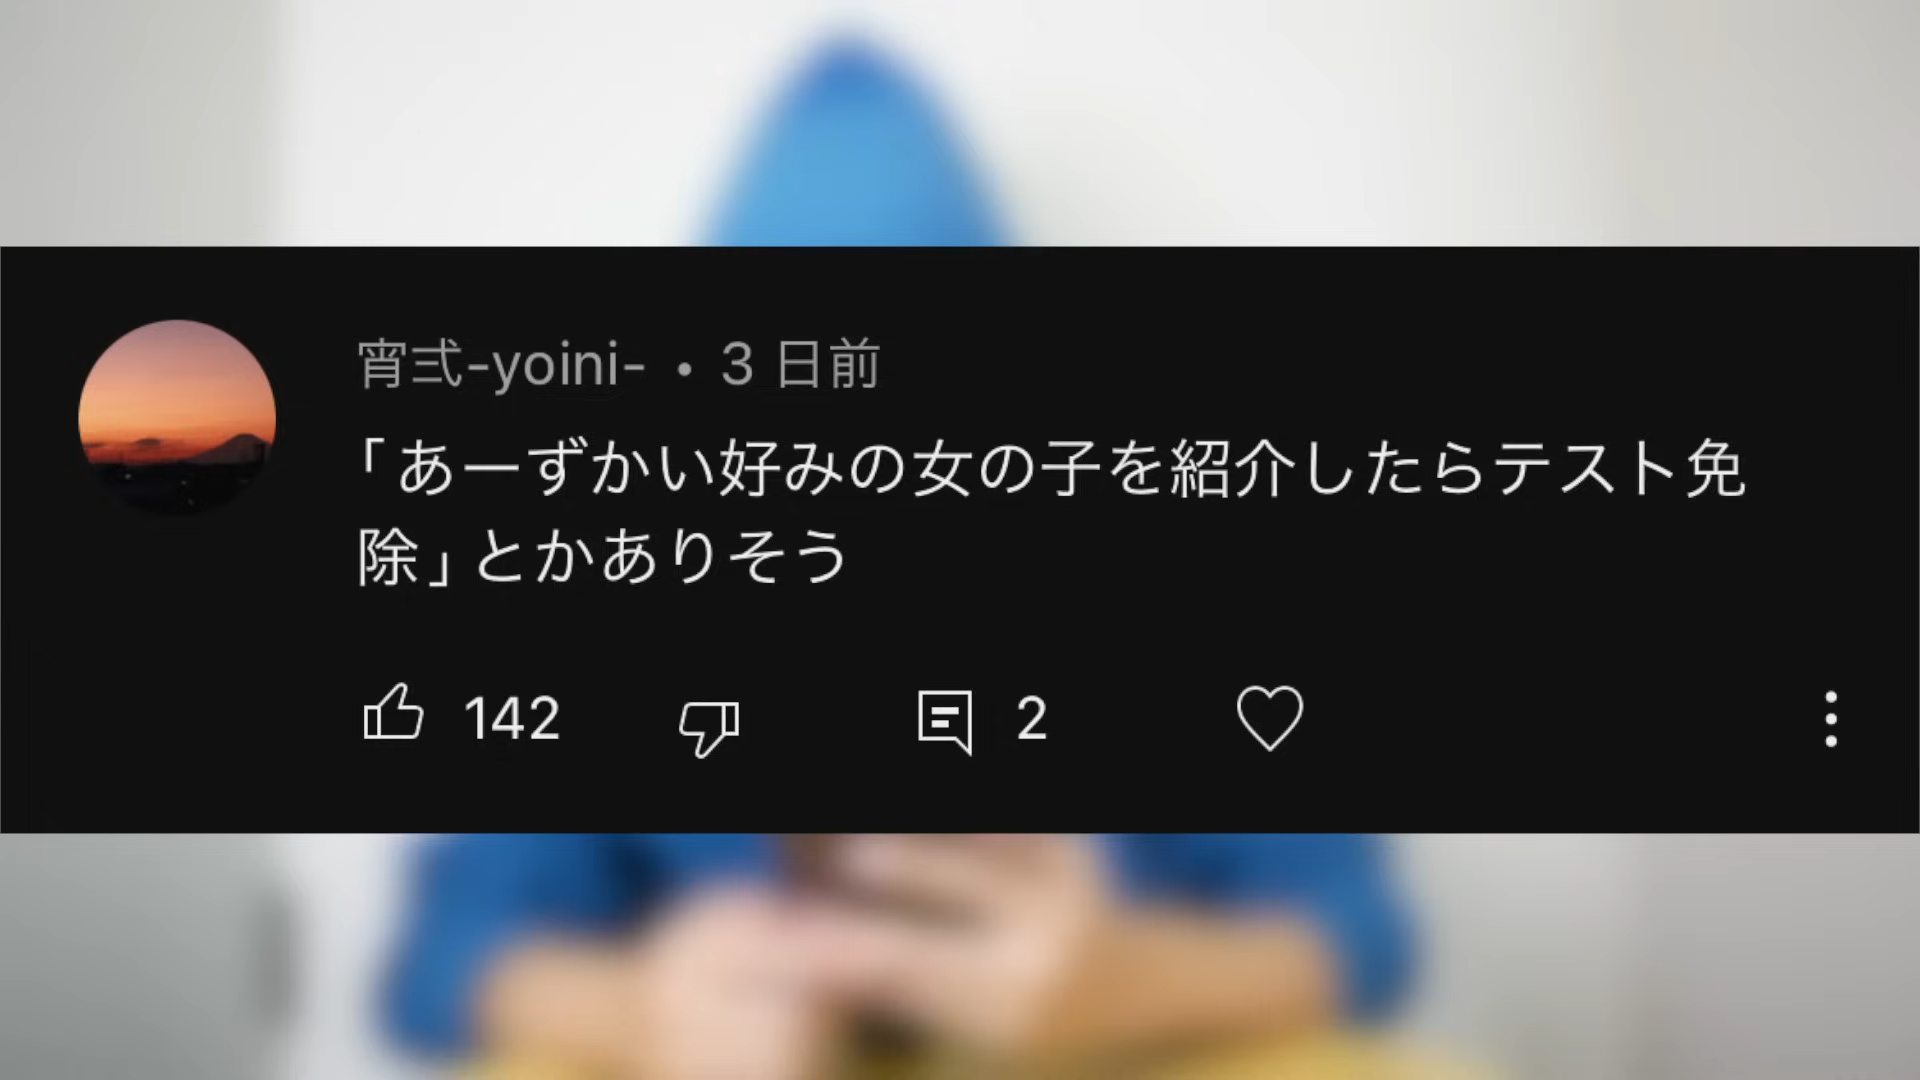 宵弐-yoini- • 3 日前
「あーずかい好みの女の子を紹介したらテスト免
除」とかありそう
142 2